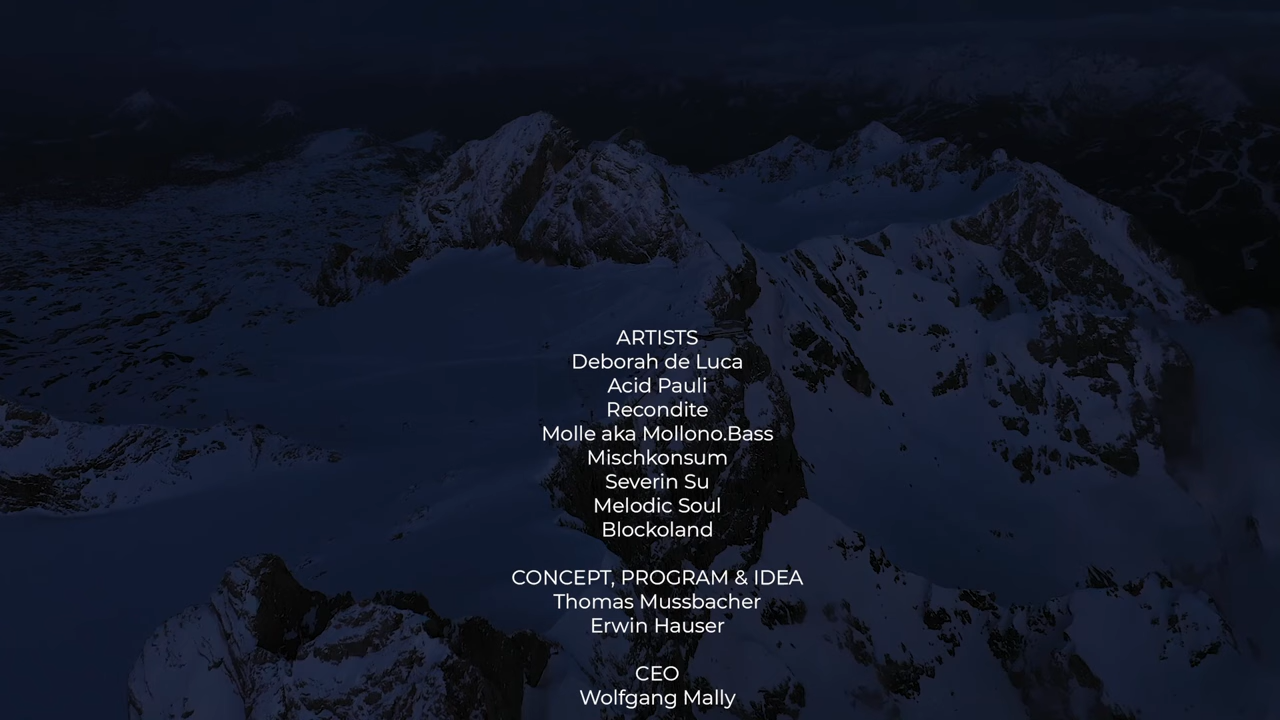 ARTISTS
Deborah de Luca
Acid Pauli
Recondite
Molle aka Mollono.Bass
Mischkonsum
Severin Su
Melodic Soul
Blockoland
CONCEPT, PROGRAM & IDEA
Thomas Mussbacher
Erwin Hauser
CEO
Wolfgang Mally